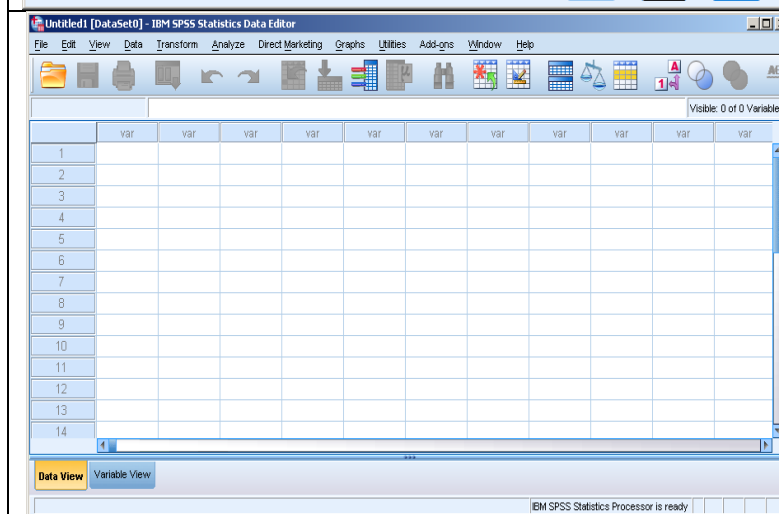 Untitled1 [DataSet0] - IBM SPSS Statistics Data Editor
File Edit View Data Transform Analyze Direct Marketing Graphs Utilities Add-ons Window Help
Visible: 0 of 0 Variable
var var var var var var var var var var var
1
2
3
4
5
6
7
8
9
10
11
12
13
14
Data View Variable View
IBM SPSS Statistics Processor is ready